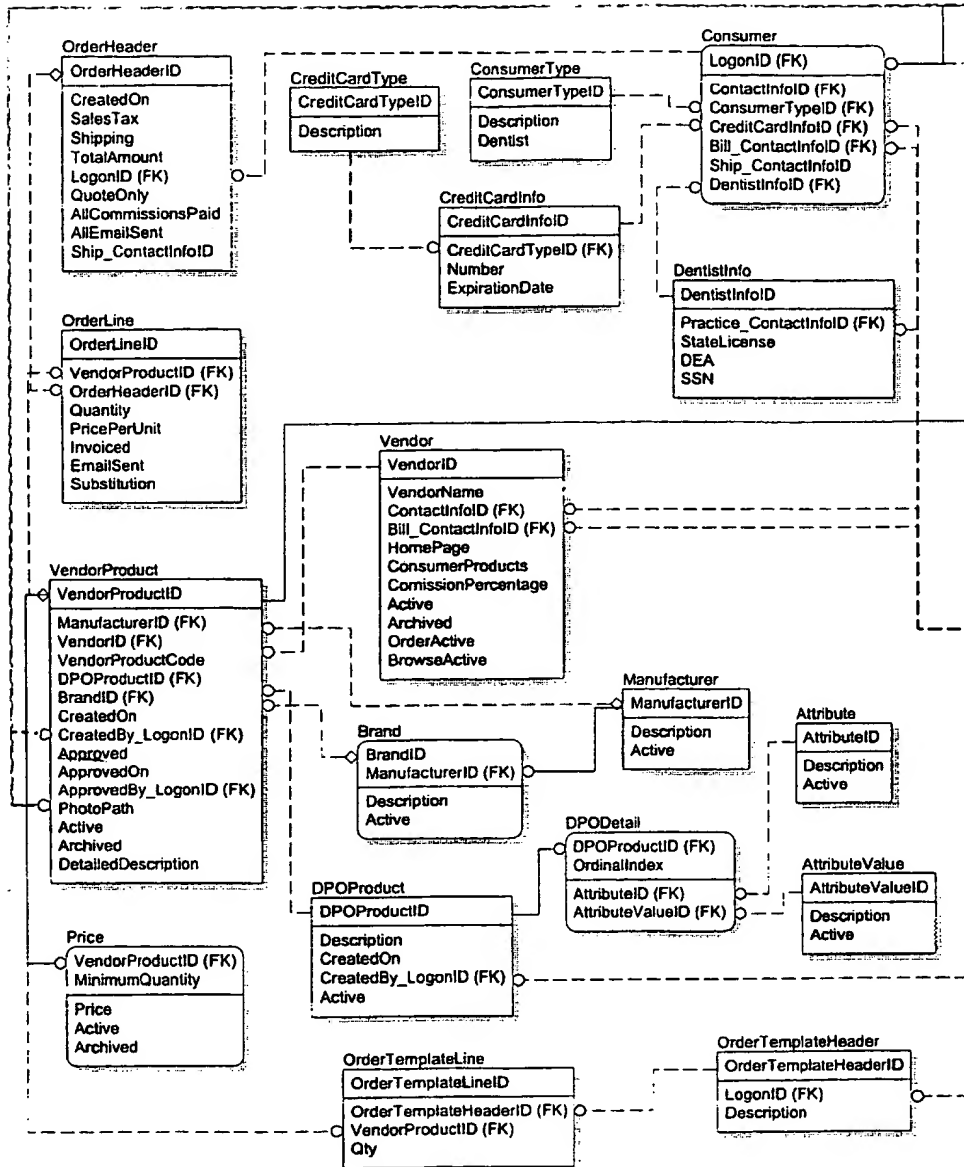 OrderHeader
OrderHeaderID
CreatedOn
SalesTax
Shipping
TotalAmount
LogonID (FK)
QuoteOnly
AllCommissionsPaid
AllEmailSent
Ship_ContactInfoID
CreditCardType
CreditCardTypeID
Description
ConsumerType
ConsumerTypeID
Description
Dentist
Consumer
LogonID (FK)
ContactInfoID (FK)
ConsumerTypeID (FK)
CreditCardInfoID (FK)
Bill_ContactInfoID (FK)
Ship_ContactInfoID
DentistInfoID (FK)
CreditCardInfo
CreditCardInfoID
CreditCardTypeID (FK)
Number
ExpirationDate
DentistInfo
DentistInfoID
Practice_ContactInfoID (FK)
StateLicense
DEA
SSN
OrderLine
OrderLineID
VendorProductID (FK)
OrderHeaderID (FK)
Quantity
PricePerUnit
Invoiced
EmailSent
Substitution
Vendor
VendorID
VendorName
ContactInfoID (FK)
Bill_ContactInfoID (FK)
HomePage
ConsumerProducts
ComissionPercentage
Active
Archived
OrderActive
BrowseActive
VendorProduct
VendorProductID
ManufacturerID (FK)
VendorID (FK)
VendorProductCode
DPOProductID (FK)
BrandID (FK)
CreatedOn
CreatedBy_LogonID (FK)
Approved
ApprovedOn
ApprovedBy_LogonID (FK)
PhotoPath
Active
Archived
DetailedDescription
Manufacturer
ManufacturerID
Description
Active
Brand
BrandID
ManufacturerID (FK)
Description
Active
Attribute
AttributeID
Description
Active
DPODetail
DPOProductID (FK)
OrdinalIndex
AttributeID (FK)
AttributeValueID (FK)
AttributeValue
AttributeValueID
Description
Active
DPOProduct
DPOProductID
Description
CreatedOn
CreatedBy_LogonID (FK)
Active
Price
VendorProductID (FK)
MinimumQuantity
Price
Active
Archived
OrderTemplateLine
OrderTemplateLineID
OrderTemplateHeaderID (FK)
VendorProductID (FK)
Qty
OrderTemplateHeader
OrderTemplateHeaderID
LogonID (FK)
Description